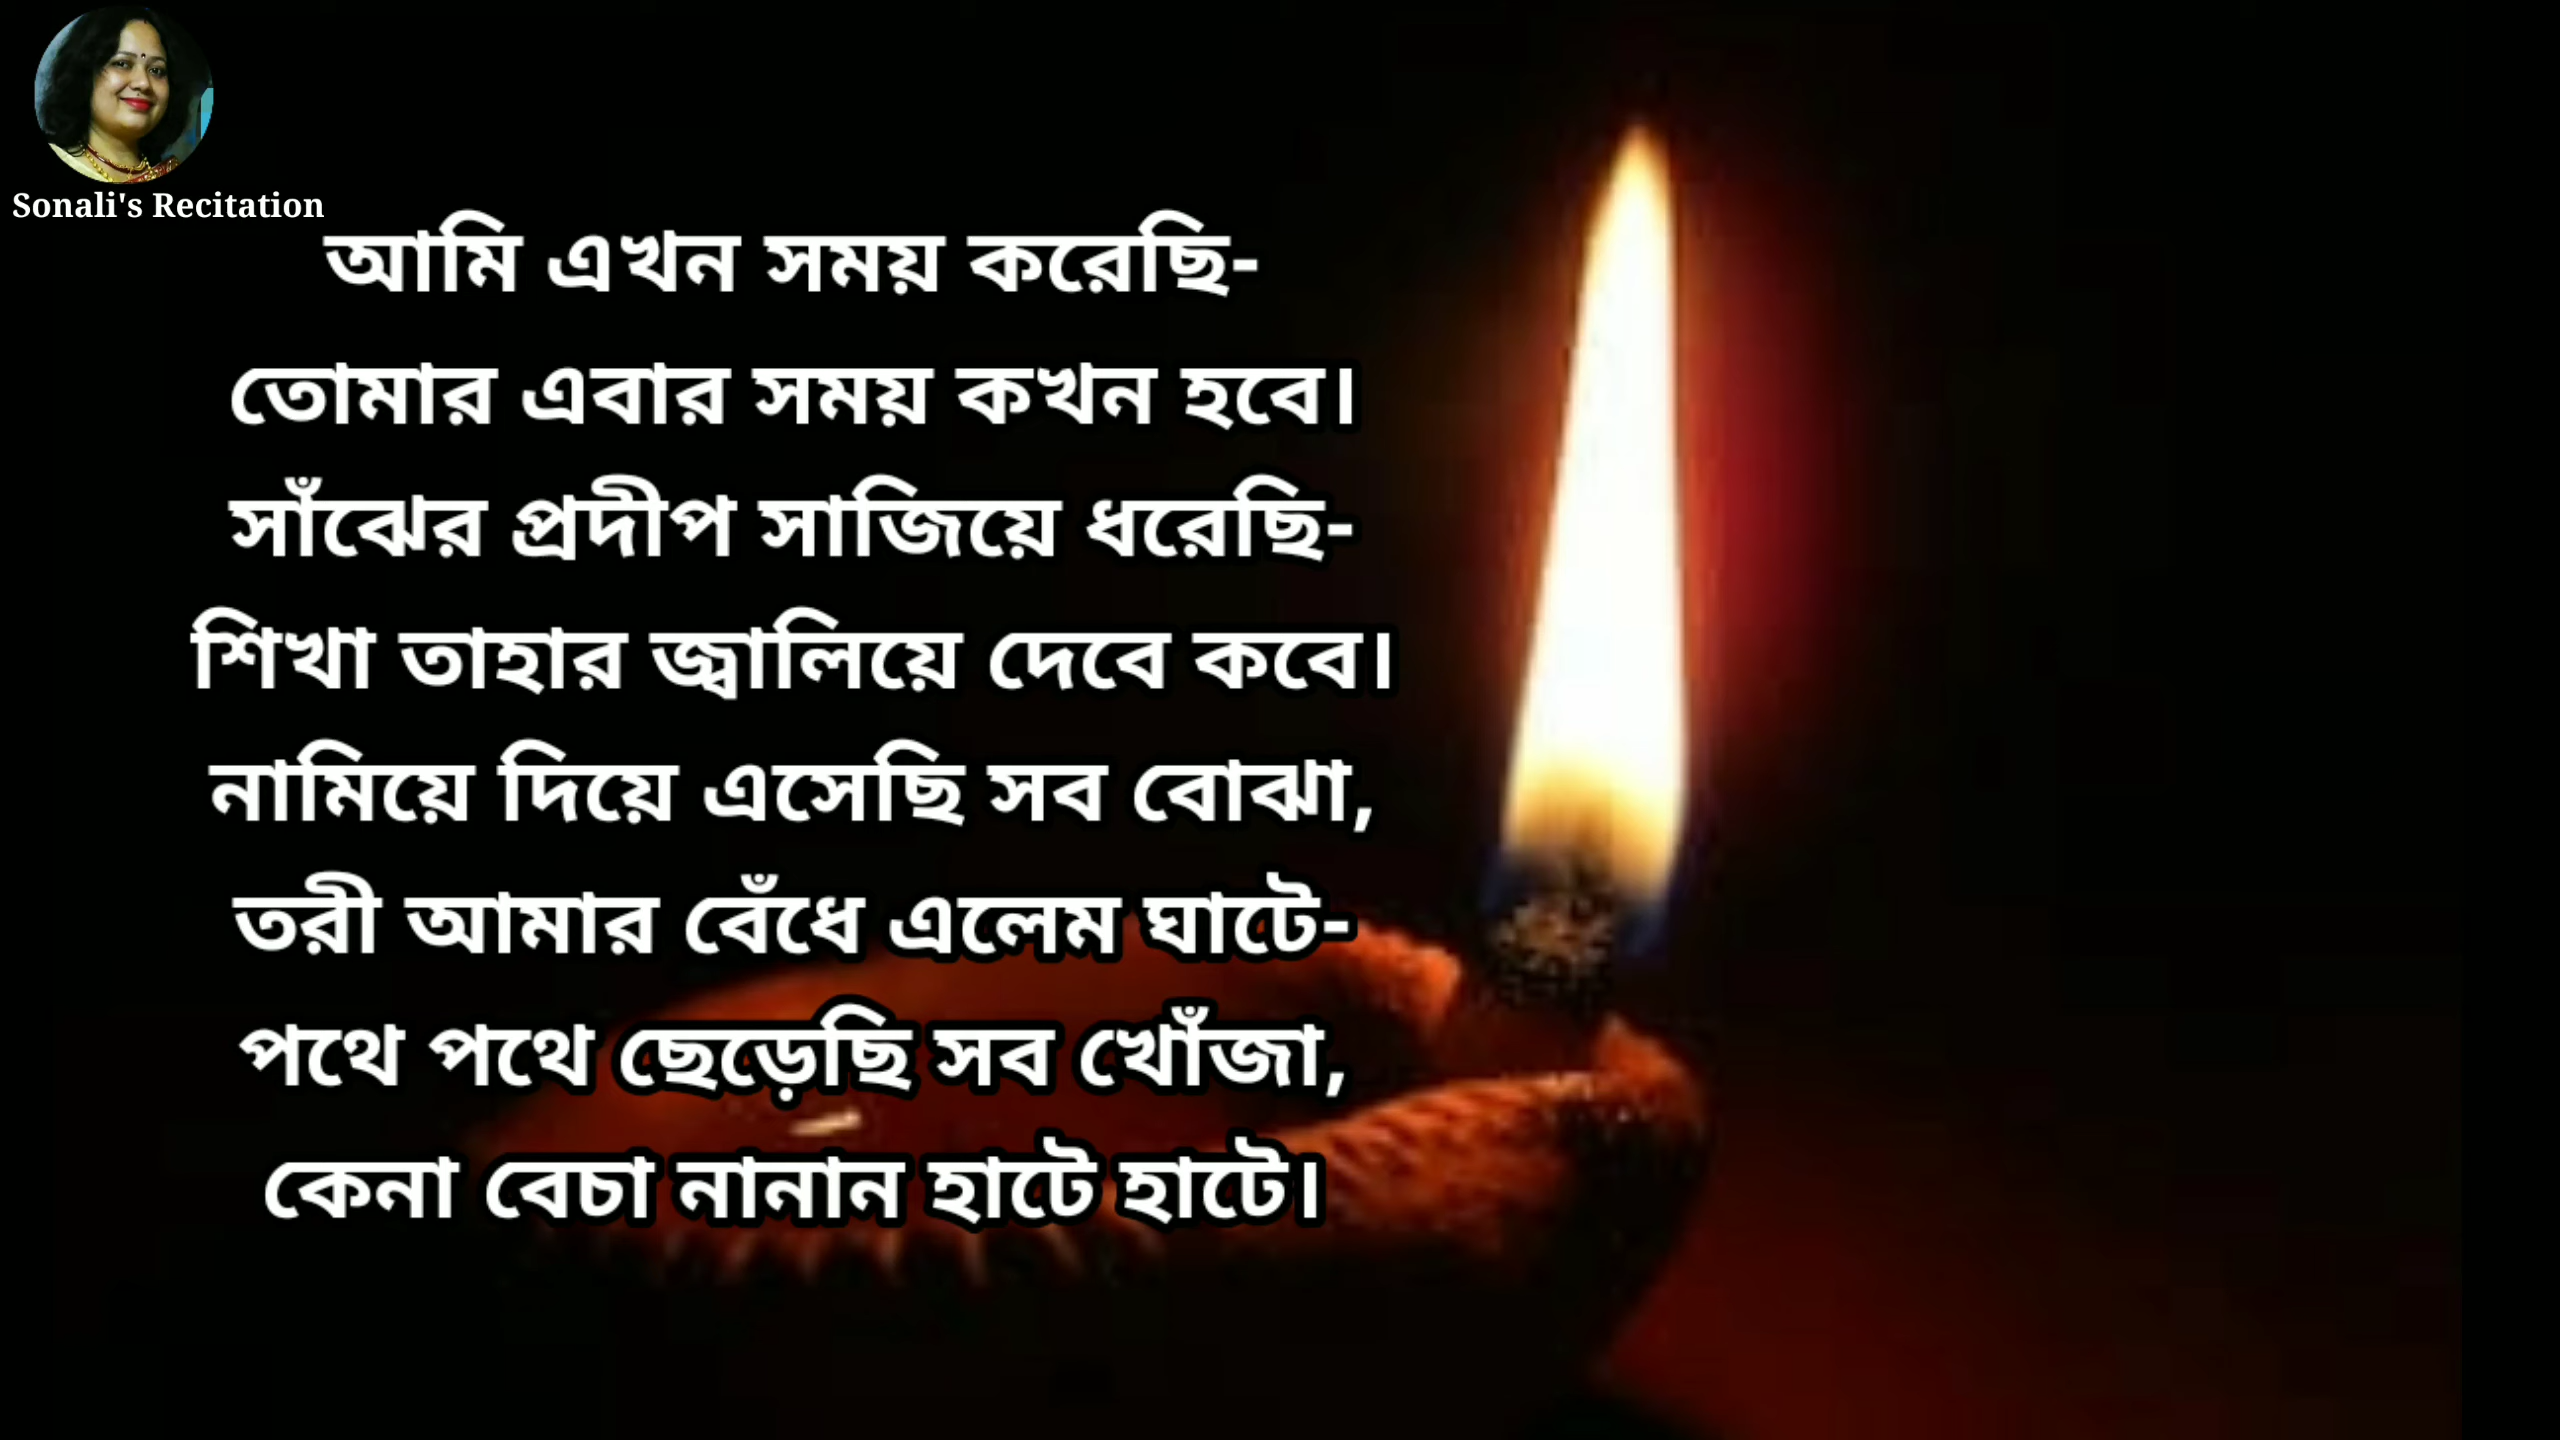 Sonali's Recitation
আমি এখন সময় করেছি-
তোমার এবার সময় কখন হবে।
সাঁঝের প্রদীপ সাজিয়ে ধরেছি-
শিখা তাহার জ্বালিয়ে দেবে কবে।
নামিয়ে দিয়ে এসেছি সব বোঝা,
তরী আমার বেঁধে এলেম ঘাটে-
পথে পথে ছেড়েছি সব খোঁজা,
কেনা বেচা নানান হাটে হাটে।